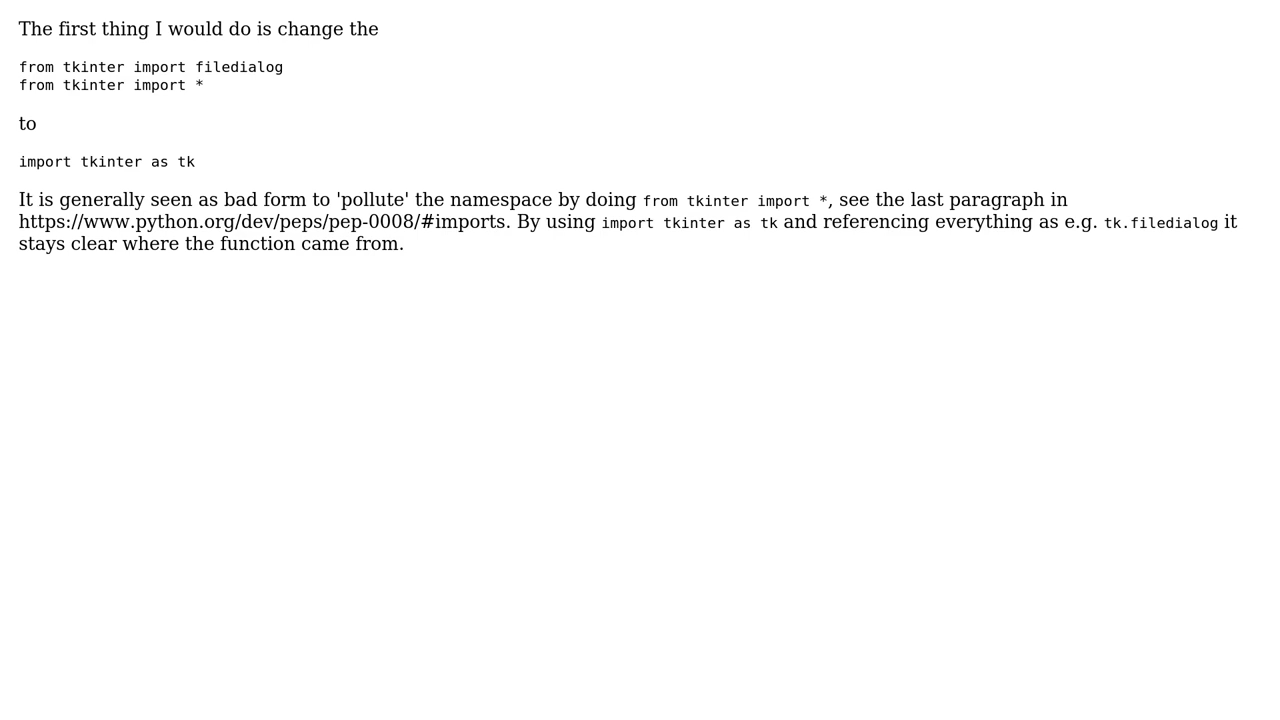 The first thing I would do is change the
from tkinter import filedialog
from tkinter import *
to
import tkinter as tk
It is generally seen as bad form to 'pollute' the namespace by doing from tkinter import *, see the last paragraph in
https://www.python.org/dev/peps/pep-0008/#imports. By using import tkinter as tk and referencing everything as e.g. tk.filedialog it
stays clear where the function came from.